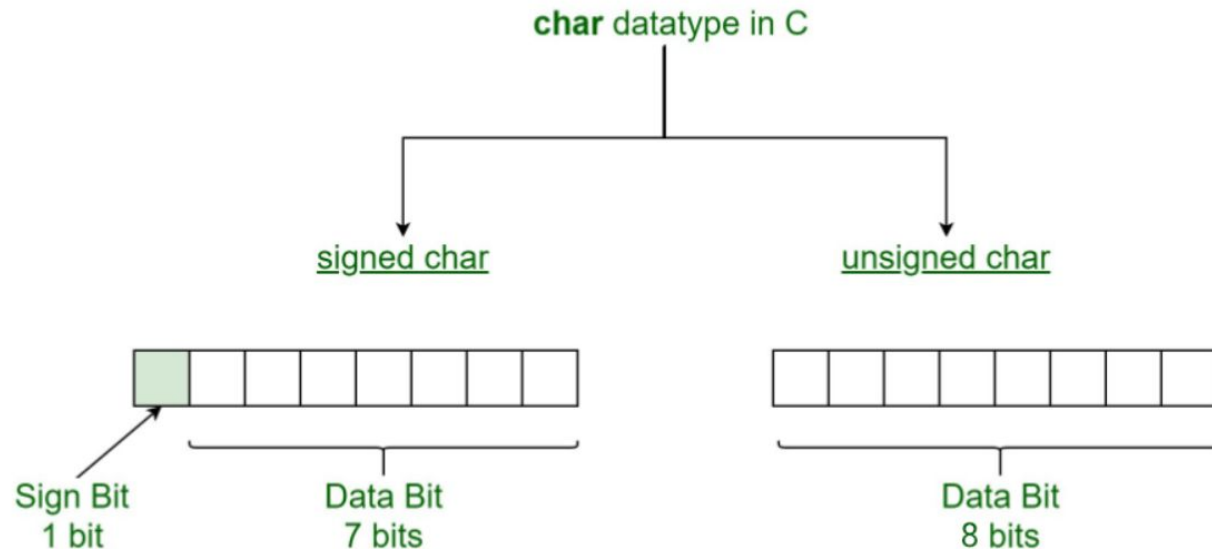 char datatype in C
signed char
unsigned char
Sign Bit
1 bit
Data Bit
7 bits
Data Bit
8 bits